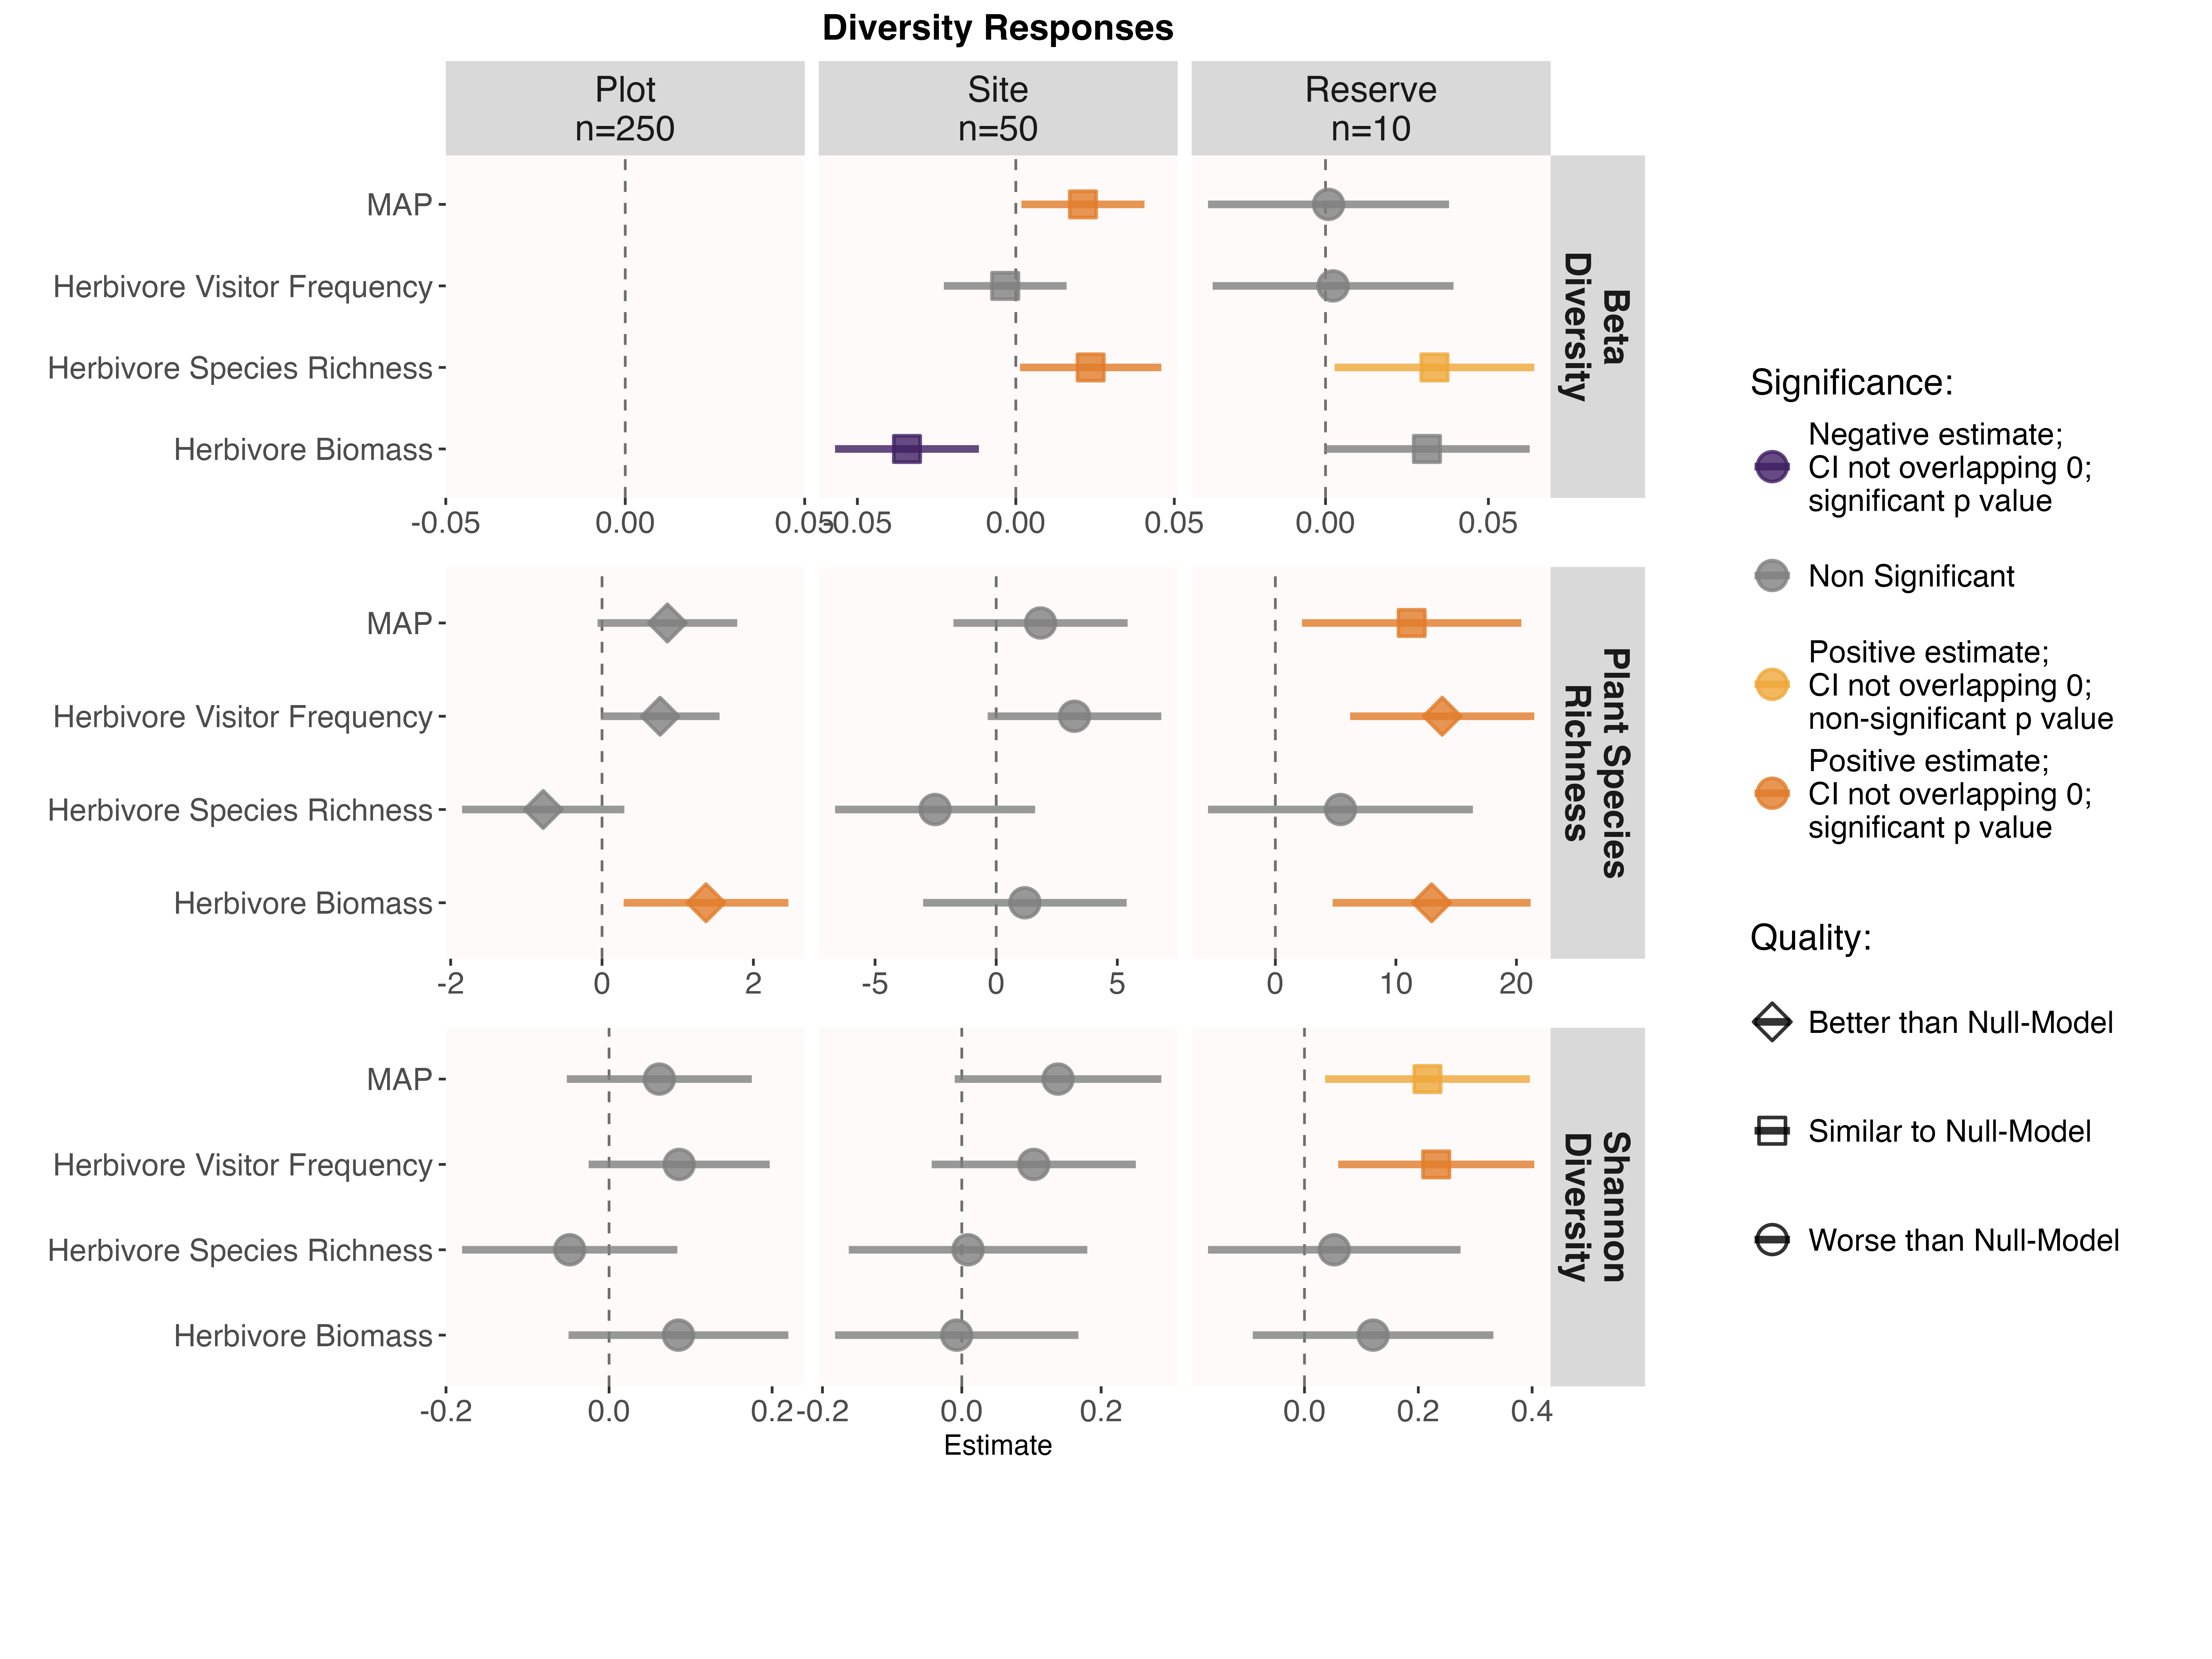 Diversity Responses
Plot
n=250
Site
n=50
Reserve
n=10
MAP
Herbivore Visitor Frequency
Herbivore Species Richness
Herbivore Biomass
-0.05 0.00 0.05
-0.05 0.00 0.05
0.00 0.05
Beta
Diversity
MAP
Herbivore Visitor Frequency
Herbivore Species Richness
Herbivore Biomass
-2 0 2
-5 0 5
0 10 20
Plant Species
Richness
MAP
Herbivore Visitor Frequency
Herbivore Species Richness
Herbivore Biomass
-0.2 0.0 0.2
-0.2 0.0 0.2
0.0 0.2 0.4
Shannon
Diversity
Estimate
Significance:
Negative estimate;
CI not overlapping 0;
significant p value
Non Significant
Positive estimate;
CI not overlapping 0;
non-significant p value
Positive estimate;
CI not overlapping 0;
significant p value
Quality:
Better than Null-Model
Similar to Null-Model
Worse than Null-Model